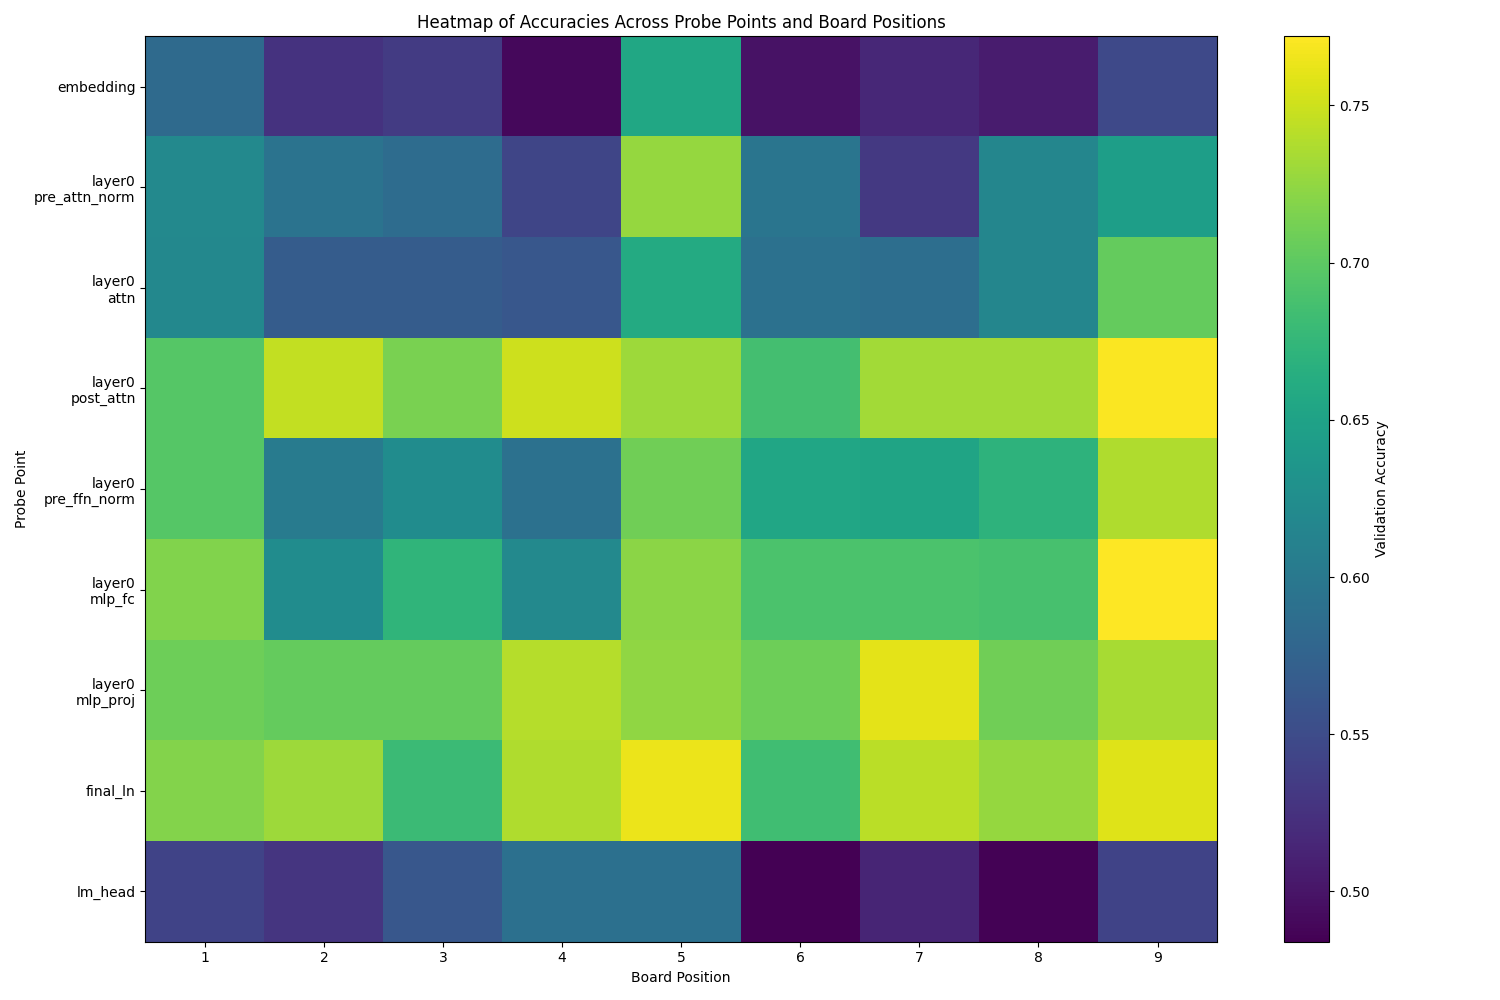 Heatmap of Accuracies Across Probe Points and Board Positions
embedding
layer0
pre_attn_norm
layer0
attn
layer0
post_attn
layer0
pre_ffn_norm
layer0
mlp_fc
layer0
mlp_proj
final_ln
lm_head
Probe Point
1 2 3 4 5 6 7 8 9
Board Position
0.75
0.70
0.65
0.60
0.55
0.50
Validation Accuracy